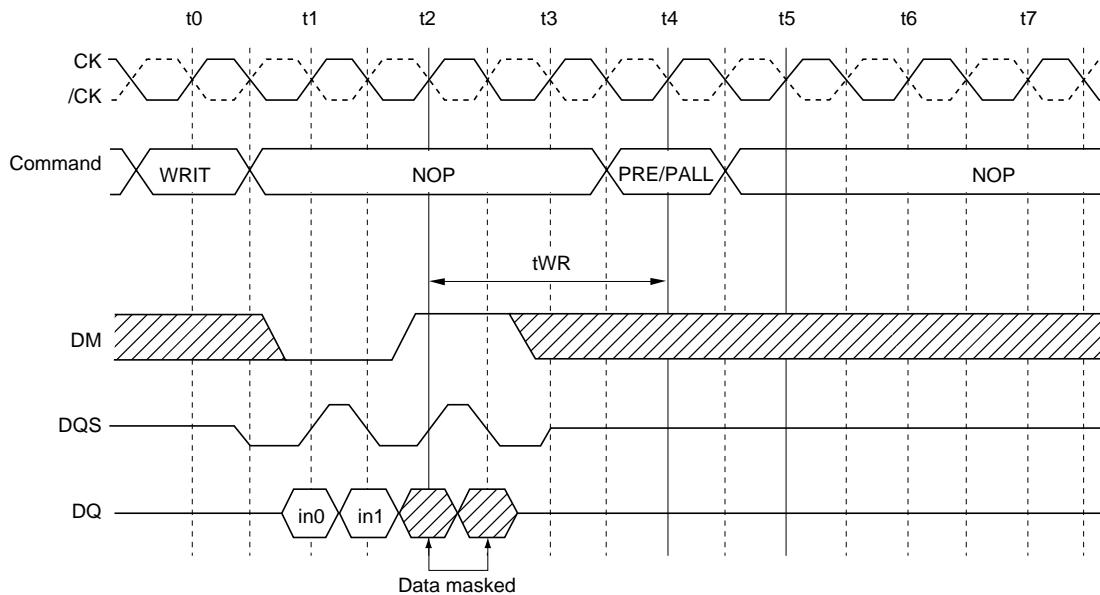 t0 t1 t2 t3 t4 t5 t6 t7
CK
/CK
Command WRIT NOP PRE/PALL NOP
tWR
DM
DQS
DQ in0 in1
Data masked